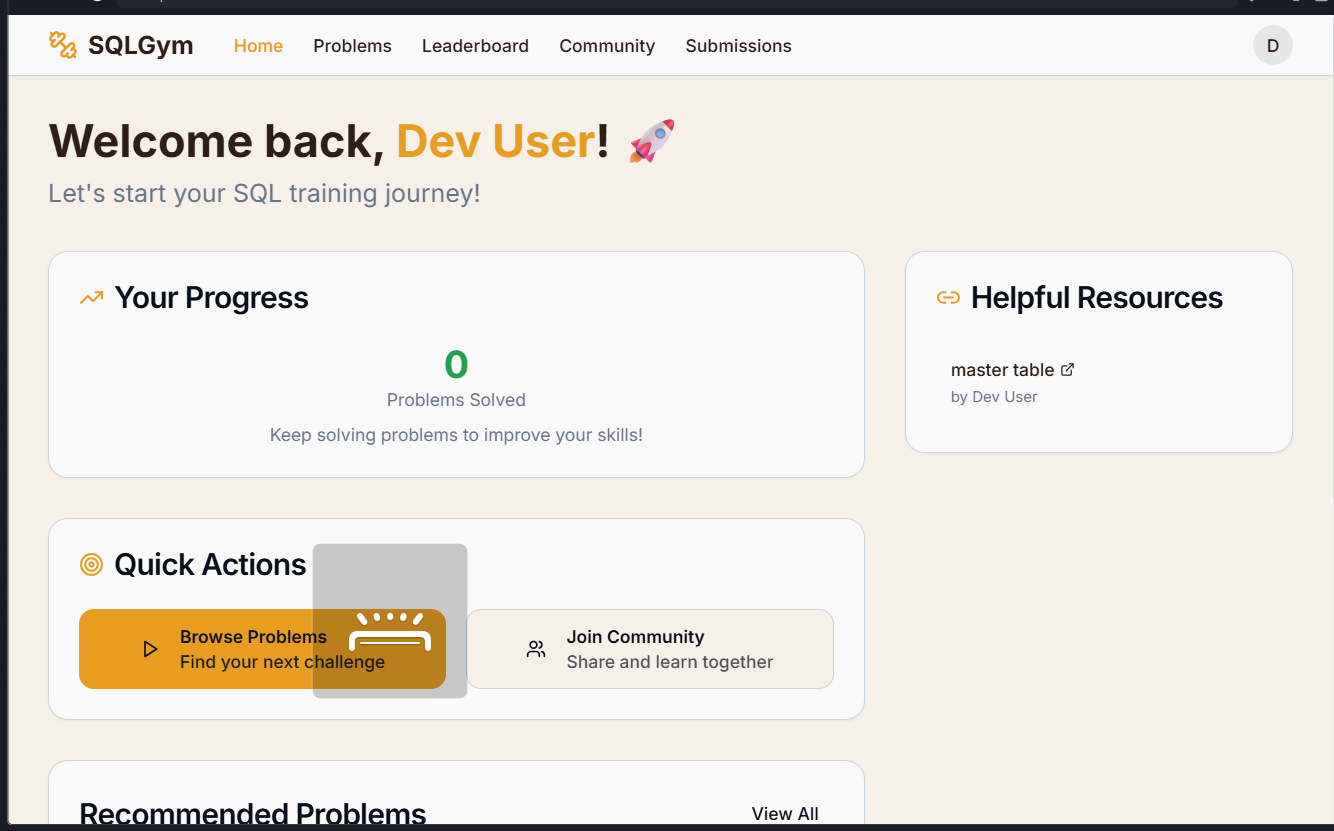 SQLGym
Home Problems Leaderboard Community Submissions
D
Welcome back, Dev User! 🚀
Let's start your SQL training journey!
Your Progress
0
Problems Solved
Keep solving problems to improve your skills!
Helpful Resources
master table
by Dev User
Quick Actions
Browse Problems
Find your next challenge
Join Community
Share and learn together
Recommended Problems
View All